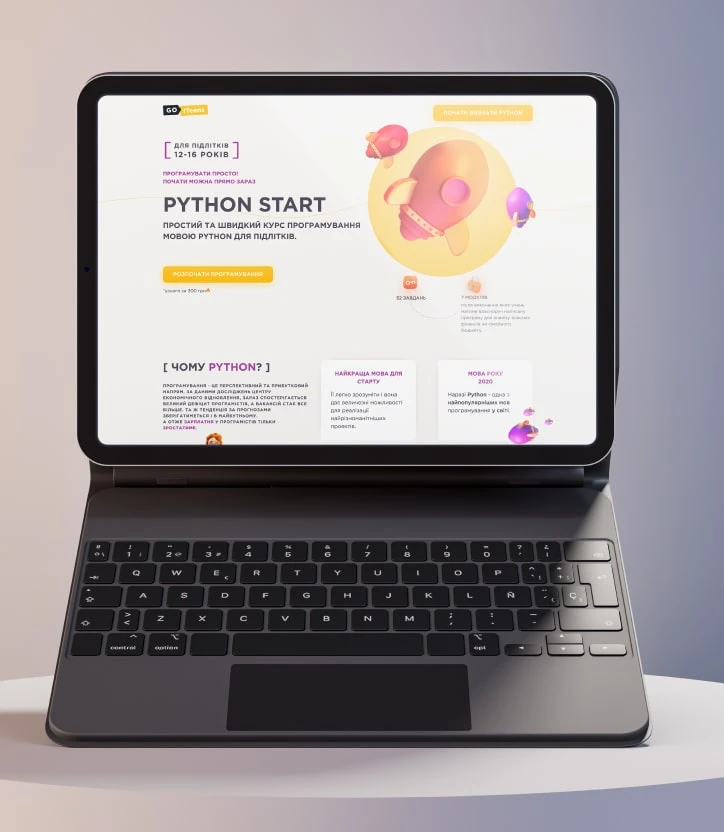 GO ITeens
ПОЧАТИ ВИВЧАТИ PYTHON
ДЛЯ ПІДЛІТКІВ
12-16 РОКІВ
ПРОГРАМУВАТИ ПРОСТО!
ПОЧАТИ МОЖНА ПРЯМО ЗАРАЗ
PYTHON START
ПРОСТИЙ ТА ШВИДКИЙ КУРС ПРОГРАМУВАННЯ
МОВОЮ PYTHON ДЛЯ ПІДЛІТКІВ.
РОЗПОЧАТИ ПРОГРАМУВАННЯ
*усього за 300 грн
52 ЗАВДАНЬ
7 МОДУЛІВ
[ ЧОМУ PYTHON? ]
ПРОГРАМУВАННЯ - ЦЕ ПЕРСПЕКТИВНИЙ ТА ПРИБУТКОВИЙ
НАПРЯМ. ЗА ДАНИМИ ДОСЛІДЖЕНЬ ЦЕНТРУ
ЕКОНОМІЧНОГО ВІДНОВЛЕННЯ, ЗАРАЗ СПОСТЕРІГАЄТЬСЯ
ВЕЛИКИЙ ДЕФІЦИТ ПРОГРАМІСТІВ, А ВАКАНСІЙ СТАЄ ВСЕ
БІЛЬШЕ. ТА Ж ТЕНДЕНЦІЯ ЗА ПРОГНОЗАМИ
ЗБЕРІГАТИМЕТЬСЯ І В МАЙБУТНЬОМУ.
А ОТЖЕ ЗАРПЛАТНЯ У ПРОГРАМІСТІВ ТІЛЬКИ
ЗРОСТАТИМЕ.
НАЙКРАЩА МОВА ДЛЯ
СТАРТУ
Її легко зрозуміти і вона
дає величезні можливості
для реалізації
найрізноманітніших
проектів.
МОВА РОКУ
2020
Наразі Python - одна з
найпопулярніших мов
програмування у світі.
1 2 3 4 5 6 7 8 9 0
Q W E R T Y U I O P
A S D F G H J K L Ñ Ç
Z X C V B N M
control option opt